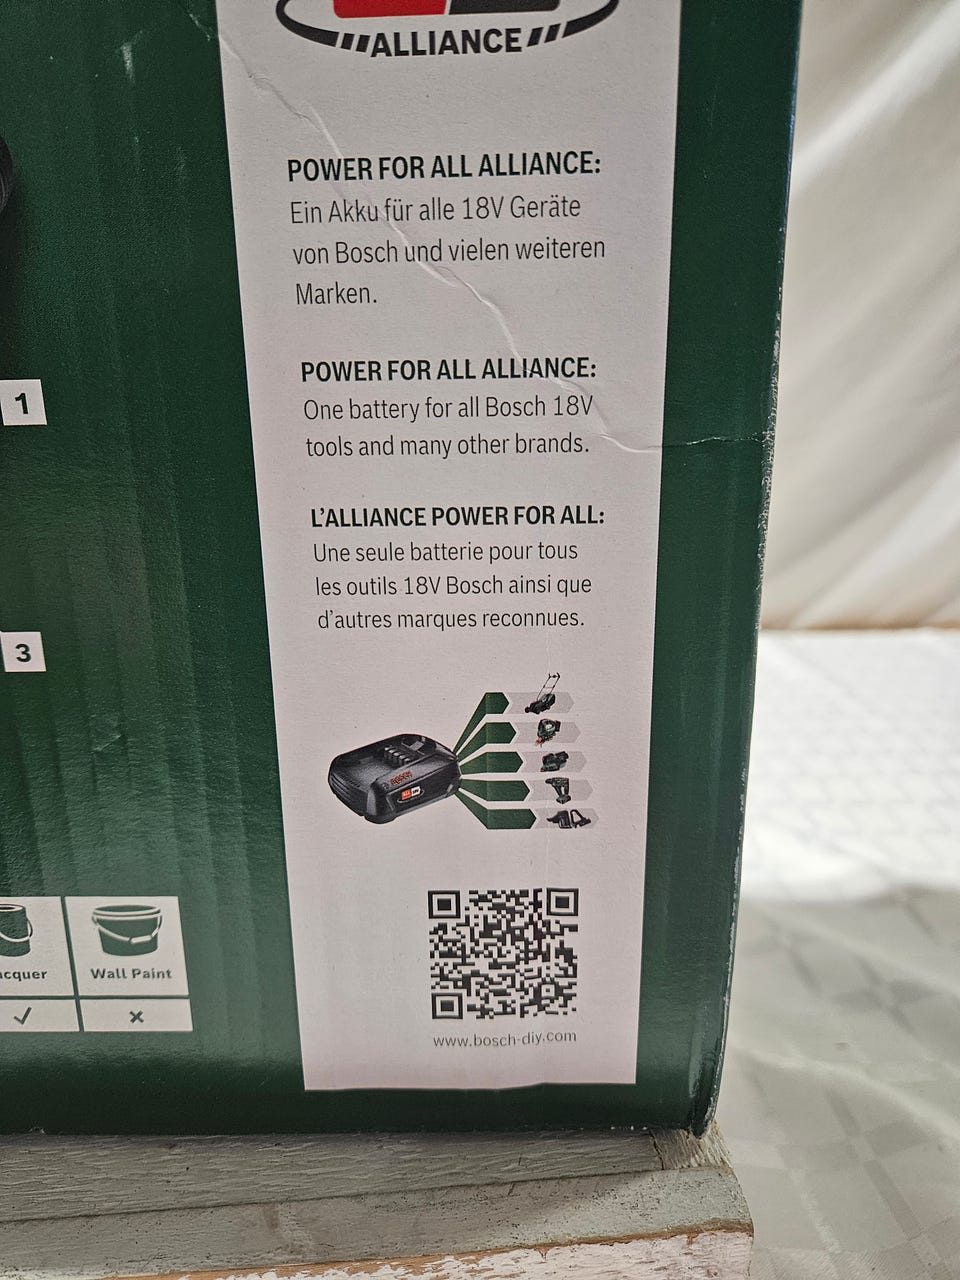 ALLIANCE
POWER FOR ALL ALLIANCE:
Ein Akku für alle 18V Geräte
von Bosch und vielen weiteren
Marken.
POWER FOR ALL ALLIANCE:
One battery for all Bosch 18V
tools and many other brands.
L'ALLIANCE POWER FOR ALL:
Une seule batterie pour tous
les outils 18V Bosch ainsi que
d'autres marques reconnues.
1
3
BOSCH
acquer
Wall Paint
www.bosch-diy.com